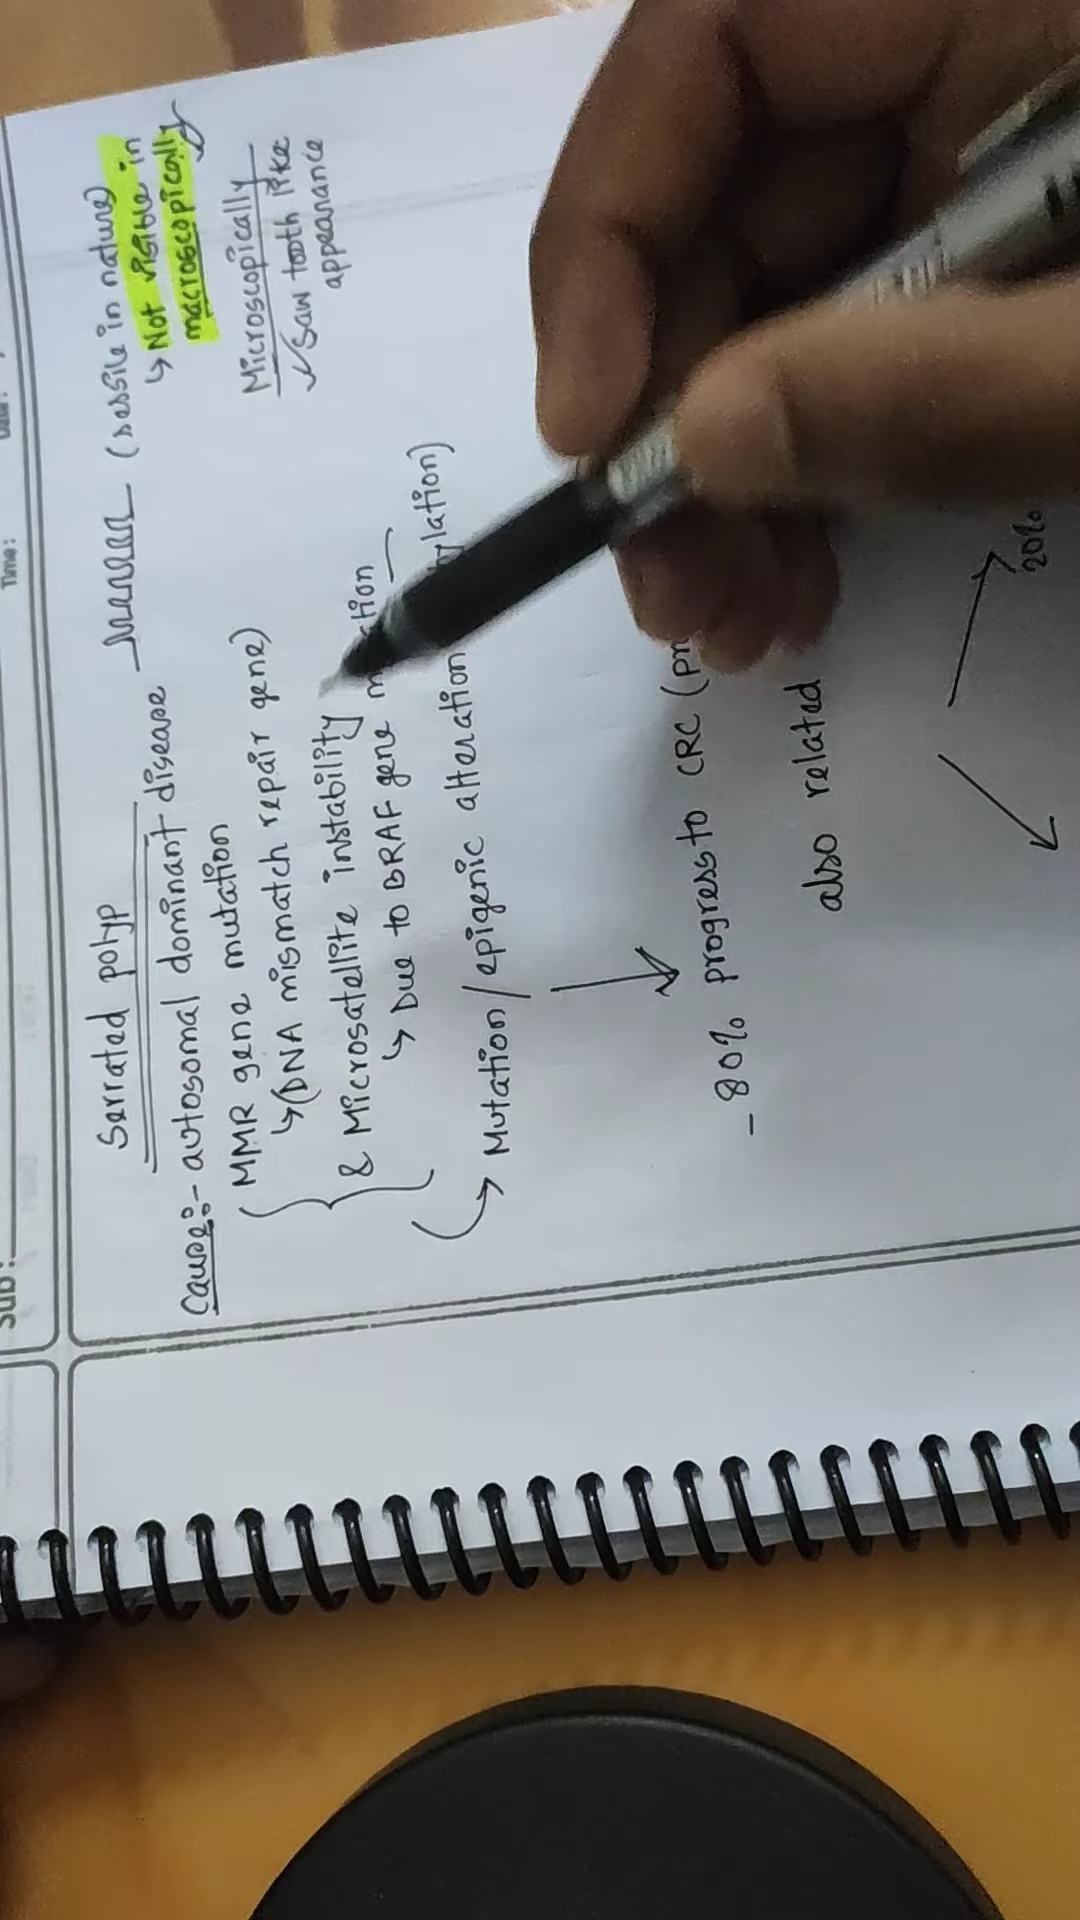 Sub:
Time:
Serrated polyp
(sessile in nature)
↳ Not visible in
macroscopically
Cause:- autosomal dominant disease
MMR gene mutation
↳ (DNA mismatch repair gene)
& Microsatellite instability
↳ Due to BRAF gene
Microscopically
✓ Saw tooth like
appearance
→ Mutation/epigenic alteration
- 80% progress to CRC
also related
20%